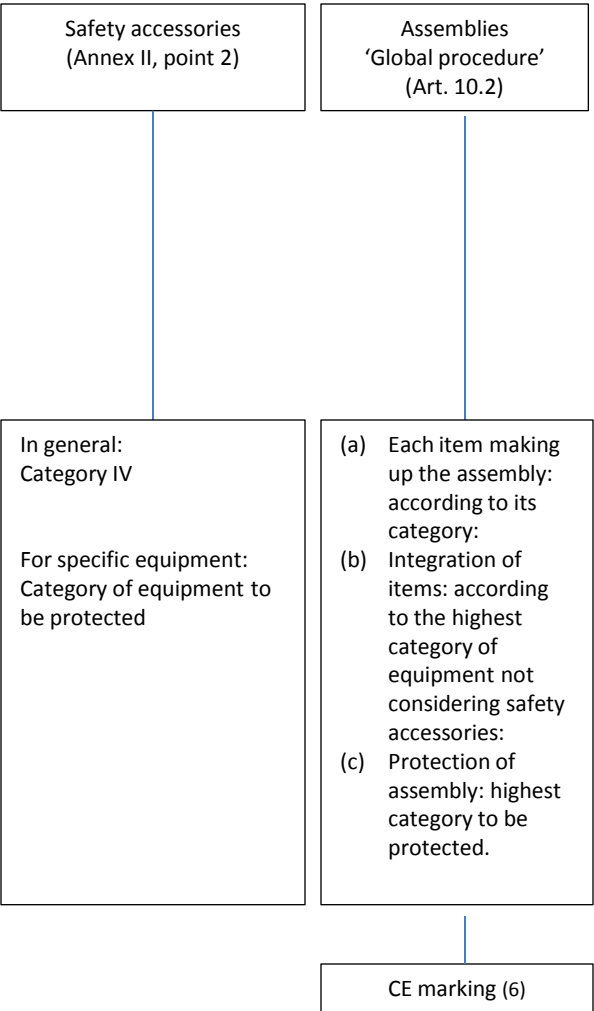 Safety accessories
(Annex II, point 2)
Assemblies
‘Global procedure’
(Art. 10.2)
In general:
Category IV
For specific equipment:
Category of equipment to
be protected
(a) Each item making
up the assembly:
according to its
category:
(b) Integration of
items: according
to the highest
category of
equipment not
considering safety
accessories:
(c) Protection of
assembly: highest
category to be
protected.
CE marking (6)